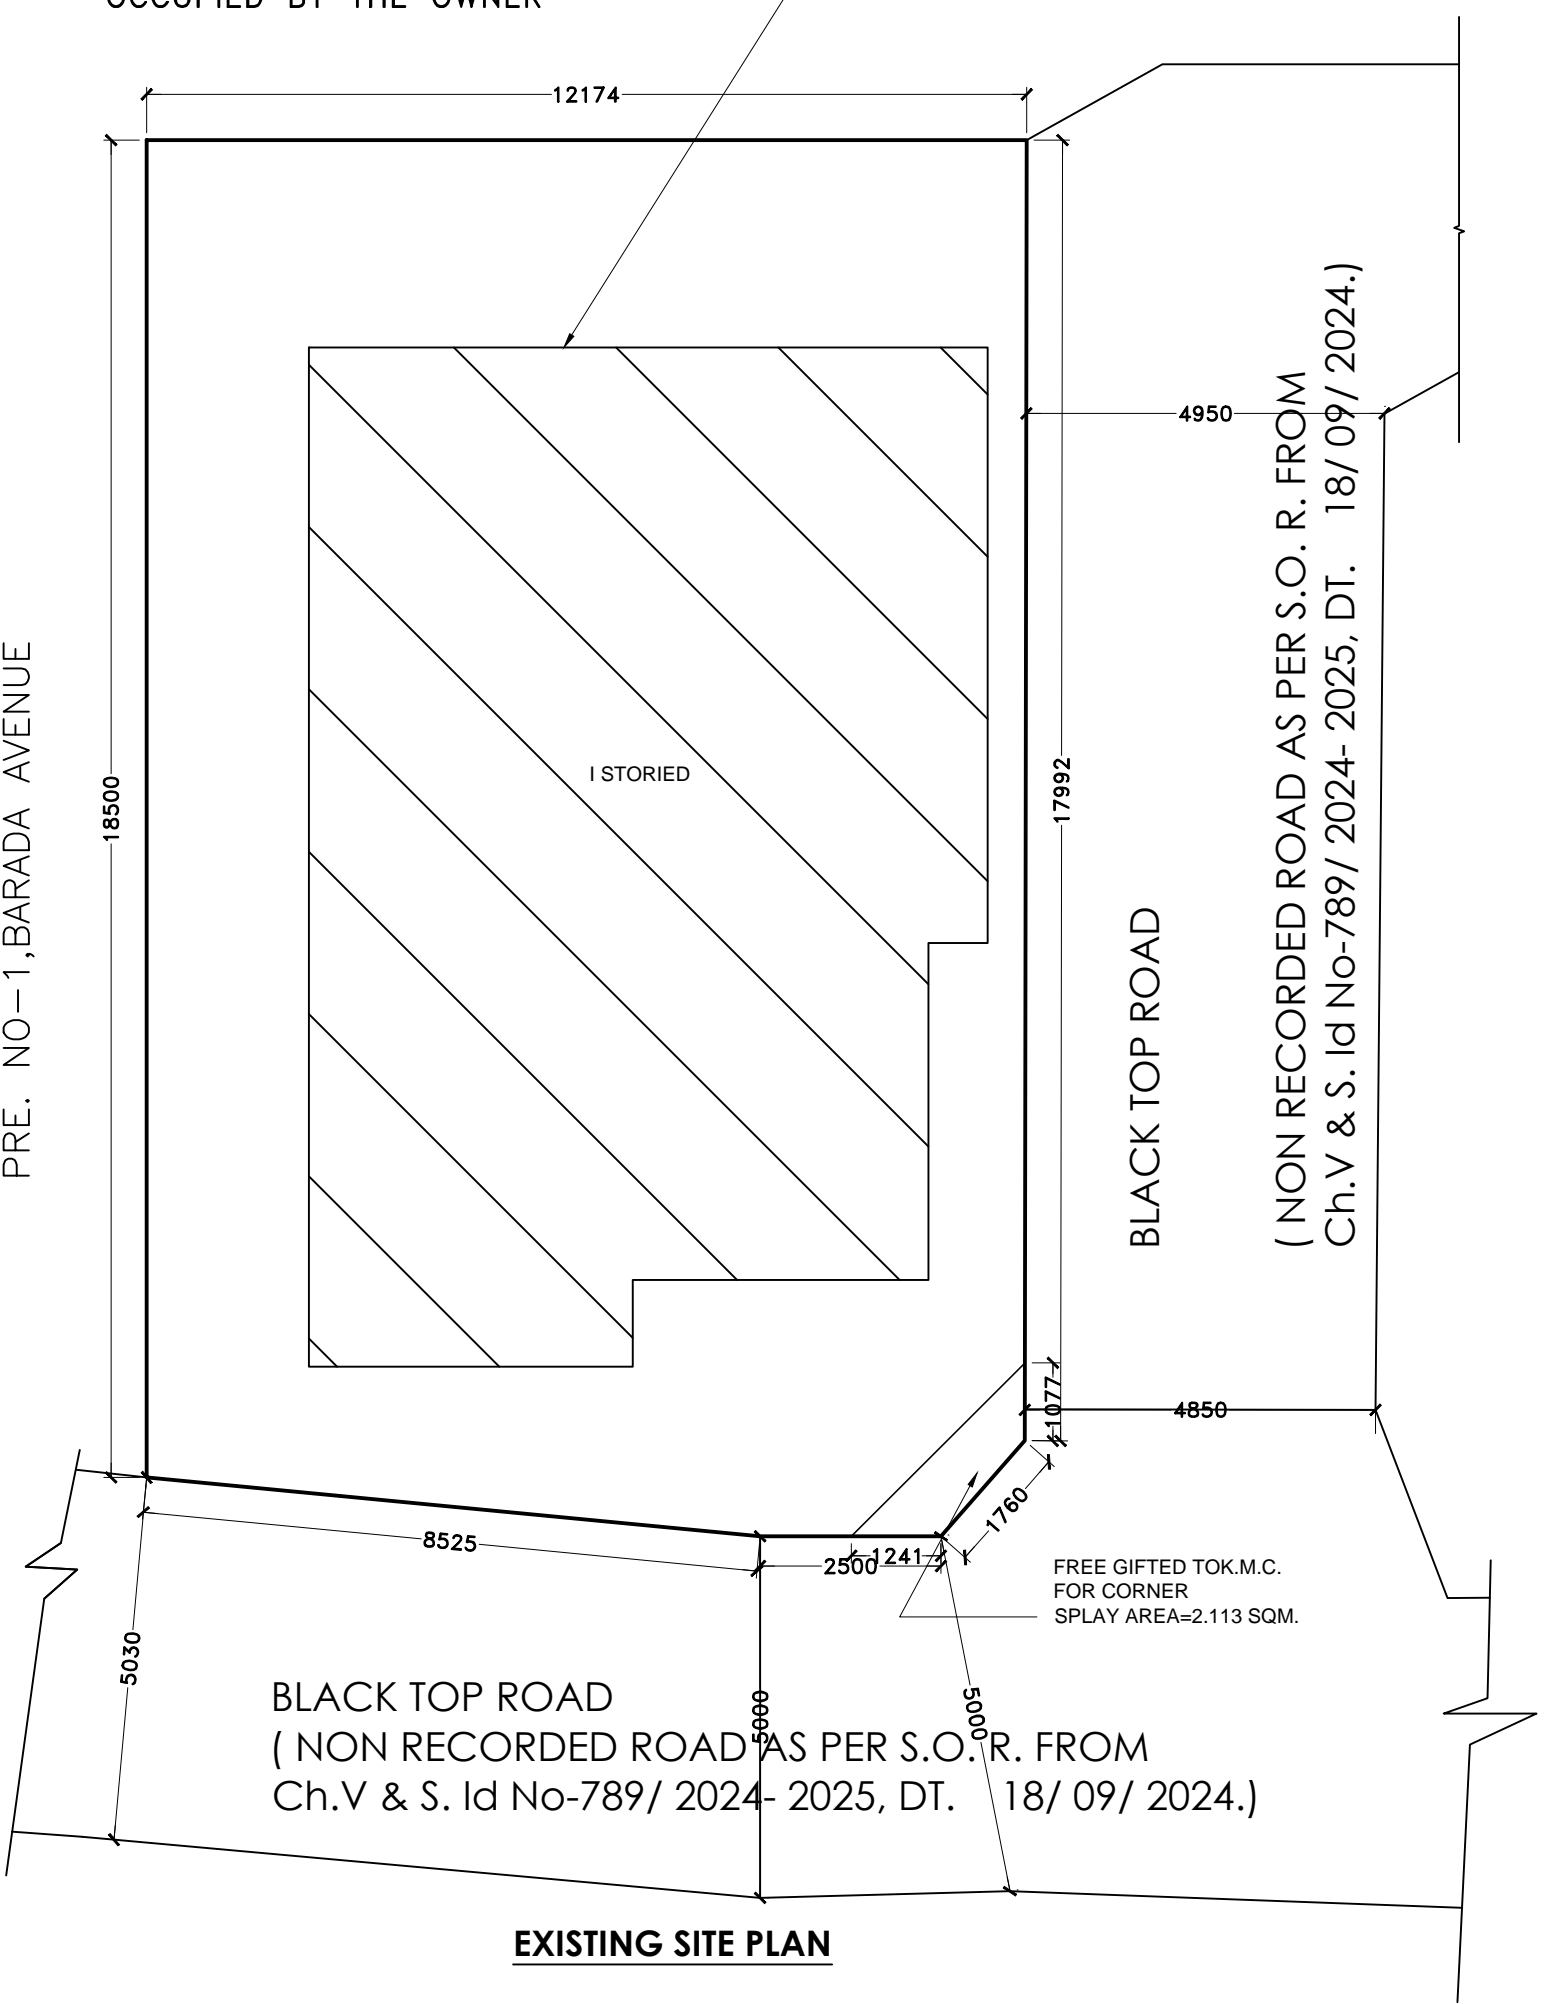 OCCUPIED BY THE OWNER
12174
18500
17992
4950
PRE. NO-1,BARADA AVENUE
I STORIED
BLACK TOP ROAD
( NON RECORDED ROAD AS PER S.O. R. FROM
Ch.V & S. Id No-789/ 2024- 2025, DT. 18/ 09/ 2024.)
1077
4850
1760
8525
1241
2500
FREE GIFTED TOK.M.C.
FOR CORNER
SPLAY AREA=2.113 SQM.
5030
5000
5000
BLACK TOP ROAD
( NON RECORDED ROAD AS PER S.O. R. FROM
Ch.V & S. Id No-789/ 2024- 2025, DT. 18/ 09/ 2024.)
EXISTING SITE PLAN